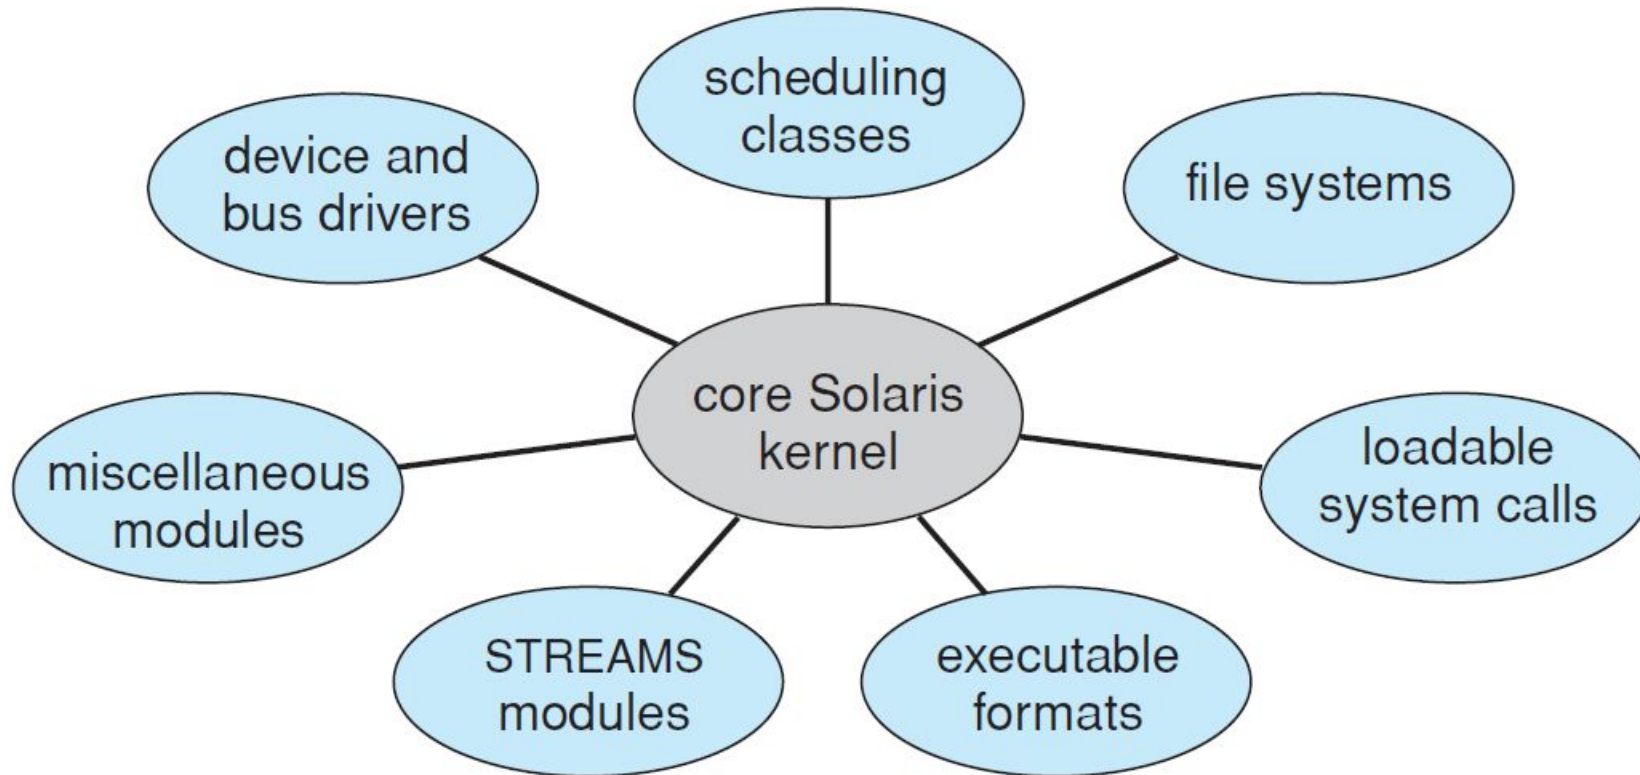 scheduling
classes
device and
bus drivers
file systems
core Solaris
kernel
miscellaneous
modules
loadable
system calls
STREAMS
modules
executable
formats